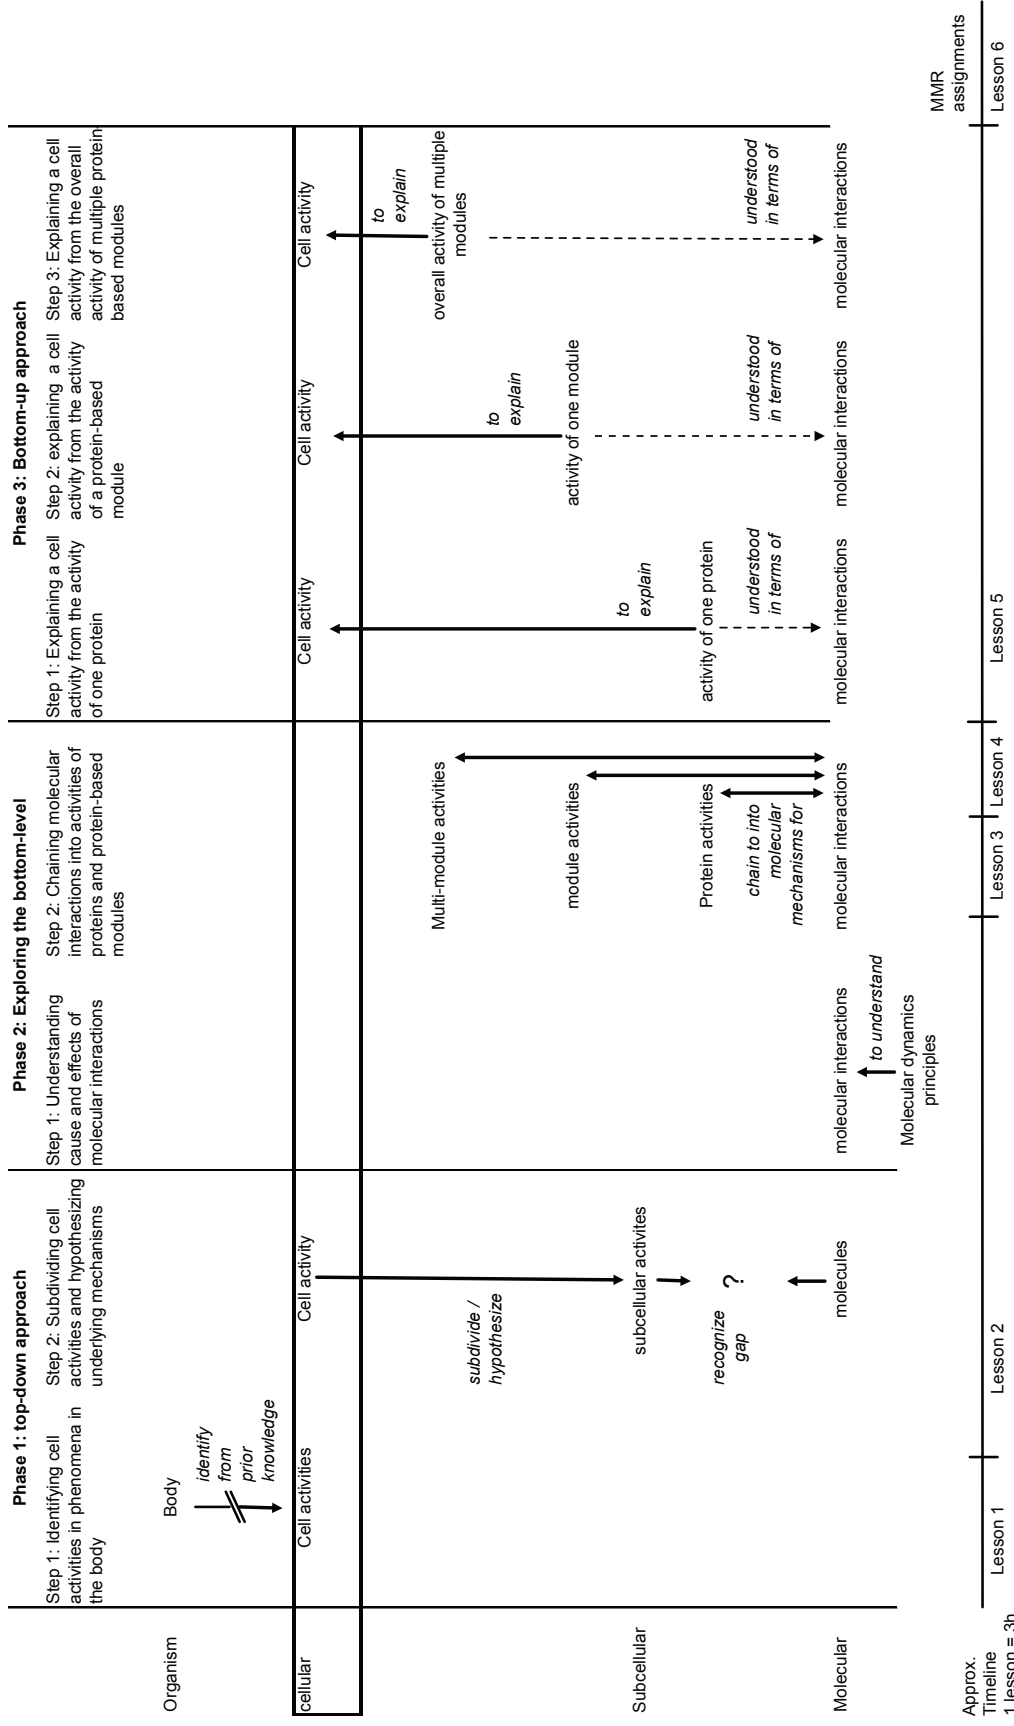 Phase 1: top-down approach
Phase 2: Exploring the bottom-level
Phase 3: Bottom-up approach
Step 1: Identifying cell
activities in phenomena in
the body
Step 2: Subdividing cell
activities and hypothesizing
underlying mechanisms
Step 1: Understanding
cause and effects of
molecular interactions
Step 2: Chaining molecular
interactions into activities of
proteins and protein-based
modules
Step 1: Explaining a cell
activity from the activity
of one protein
Step 2: explaining a cell
activity from the activity
of a protein-based
module
Step 3: Explaining a cell
activity from the overall
activity of multiple protein-
based modules
Organism
Body
identify
from
prior
knowledge
cellular
Cell activities
Cell activity
Cell activity
Cell activity
Cell activity
subdivide /
hypothesize
Multi-module activities
to
explain
to
explain
to
explain
overall activity of multiple
modules
module activities
activity of one module
Subcellular
subcellular activites
recognize
gap
?
Protein activities
activity of one protein
chain to into
molecular
mechanisms for
understood
in terms of
understood
in terms of
understood
in terms of
Molecular
molecules
molecular interactions
molecular interactions
molecular interactions
molecular interactions
molecular interactions
to understand
Molecular dynamics
principles
MMR
assignments
Approx.
Timeline
1 lesson = 3h
Lesson 1
Lesson 2
Lesson 3
Lesson 4
Lesson 5
Lesson 6